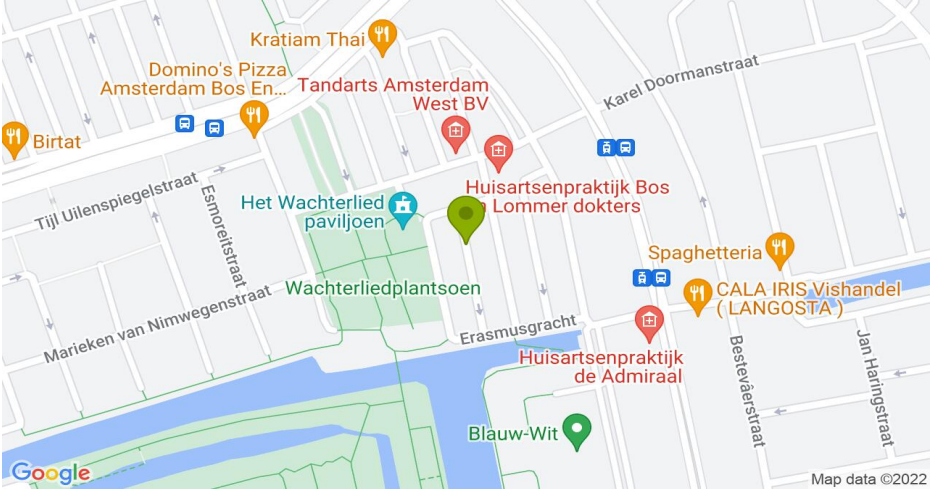 Kratiam Thai
Domino's Pizza
Amsterdam Bos En...
Tandarts Amsterdam
West BV
Karel Doormanstraat
Birtat
Tijl Uilenspiegelstraat
Esmoreitstraat
Huisartsenpraktijk Bos
n Lommer dokters
Het Wachterlied
paviljoen
Wachterliedplantsoen
Spaghetteria
CALA IRIS Vishandel
( LANGOSTA )
Marieken van Nimwegenstraat
Erasmusgracht
Huisartsenpraktijk
de Admiraal
Bestevâerstraat
Jan Haringstraat
Blauw-Wit
Google
Map data ©2022